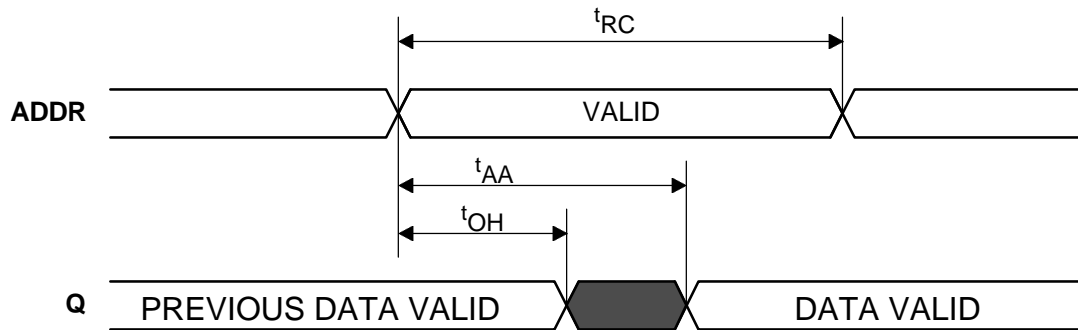 tRC
ADDR VALID
tAA
tOH
Q PREVIOUS DATA VALID DATA VALID